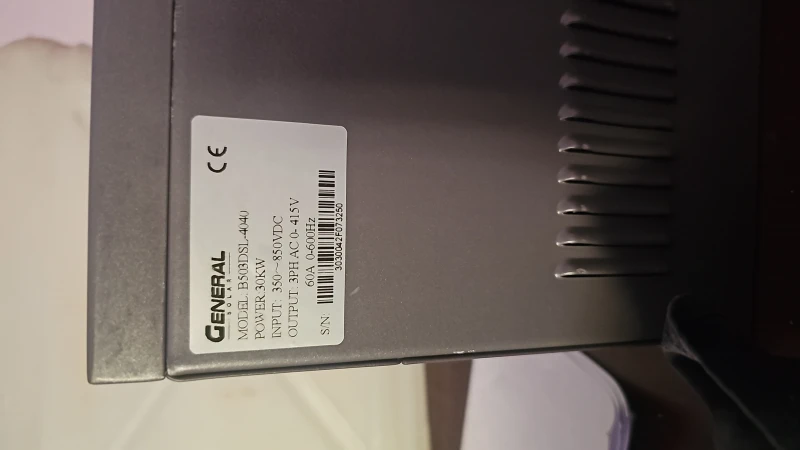 GENERAL
SOLAR
CE
MODEL: B503DSL-4040
POWER:30KW
INPUT: 350～850VDC
OUTPUT: 3PH AC 0- 415V
60A 0-600Hz
S/N
3030042F073250